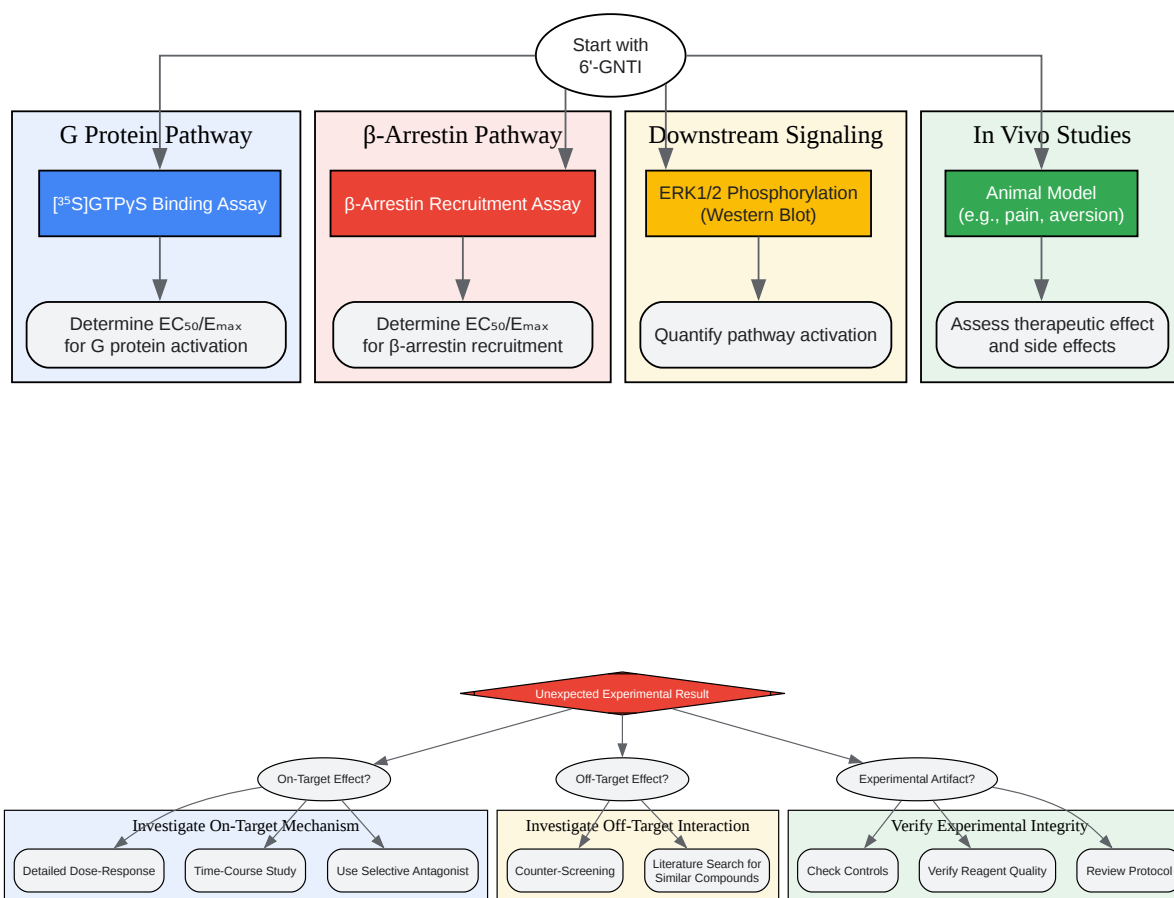 Start with
6'-GNTI
G Protein Pathway
β-Arrestin Pathway
Downstream Signaling
In Vivo Studies
[³⁵S]GTPγS Binding Assay
β-Arrestin Recruitment Assay
ERK1/2 Phosphorylation
(Western Blot)
Animal Model
(e.g., pain, aversion)
Determine EC₅₀/Eₘₐₓ
for G protein activation
Determine EC₅₀/Eₘₐₓ
for β-arrestin recruitment
Quantify pathway activation
Assess therapeutic effect
and side effects
Unexpected Experimental Result
On-Target Effect?
Off-Target Effect?
Experimental Artifact?
Investigate On-Target Mechanism
Investigate Off-Target Interaction
Verify Experimental Integrity
Detailed Dose-Response
Time-Course Study
Use Selective Antagonist
Counter-Screening
Literature Search for
Similar Compounds
Check Controls
Verify Reagent Quality
Review Protocol